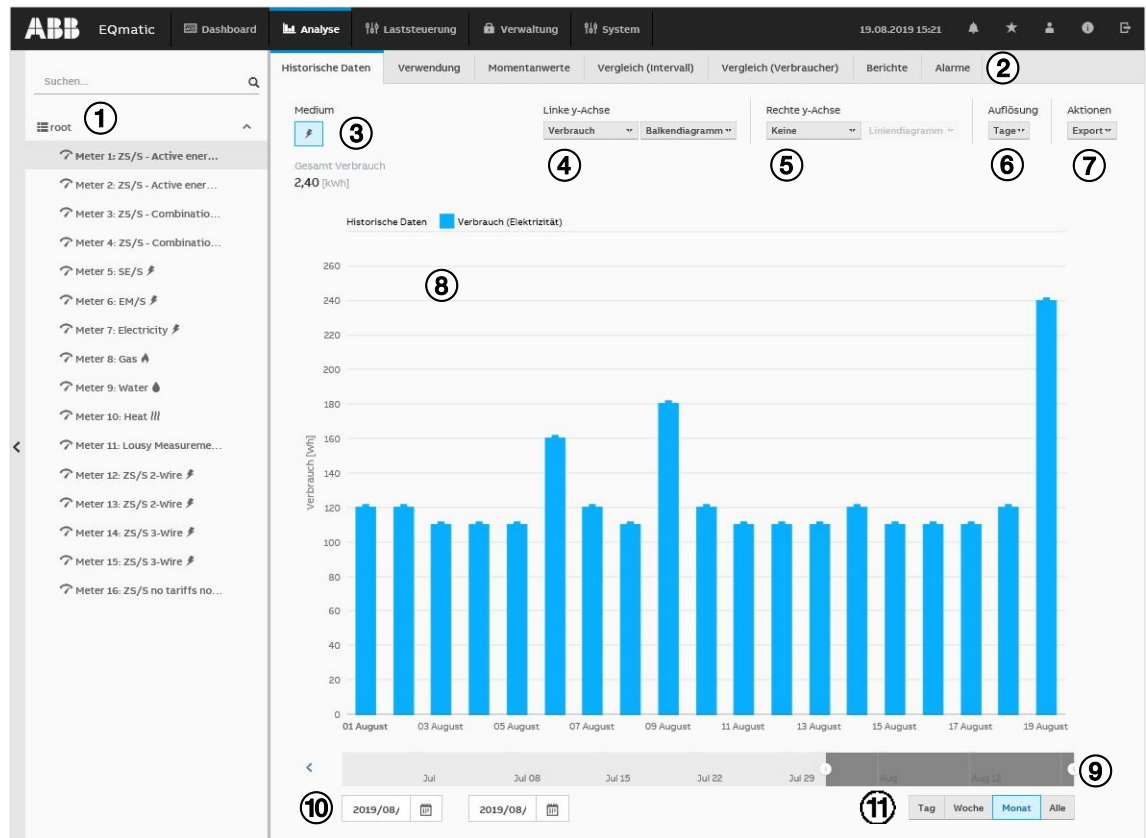 ABB EQmatic Dashboard Analyse Laststeuerung Verwaltung System 19.08.2019 15:21
Suchen...
① root
Meter 1: ZS/S - Active ener...
Meter 2: ZS/S - Active ener...
Meter 3: ZS/S - Combinatio...
Meter 4: ZS/S - Combinatio...
Meter 5: SE/S
Meter 6: EM/S
Meter 7: Electricity
Meter 8: Gas
Meter 9: Water
Meter 10: Heat
Meter 11: Lousy Measureme...
Meter 12: ZS/S 2-Wire
Meter 13: ZS/S 2-Wire
Meter 14: ZS/S 3-Wire
Meter 15: ZS/S 3-Wire
Meter 16: ZS/S no tariffs no...
Historische Daten Verwendung Momentanwerte Vergleich (Intervall) Vergleich (Verbraucher) Berichte Alarme ②
Medium Linke y-Achse Rechte y-Achse Auflösung Aktionen
③ Verbrauch Balkendiagramm Keine Liniendiagramm Tage Export
④ ⑤ ⑥ ⑦
Gesamt Verbrauch
2,40 [kWh]
Historische Daten Verbrauch (Elektrizität)
⑧
Verbrauch [Wh]
260
240
220
200
180
160
140
120
100
80
60
40
20
0
01 August 03 August 05 August 07 August 09 August 11 August 13 August 15 August 17 August 19 August
Jul Jul 08 Jul 15 Jul 22 Jul 29 Aug Aug 12 ⑨
⑩ 2019/08/ 2019/08/ ⑪ Tag Woche Monat Alle